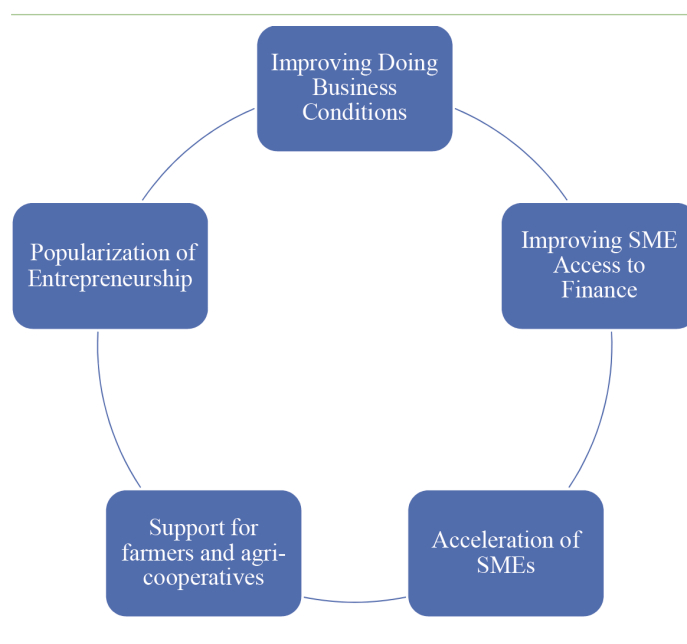 Improving Doing
Business
Conditions
Improving SME
Access to
Finance
Acceleration of
SMEs
Support for
farmers and agri-
cooperatives
Popularization of
Entrepreneurship